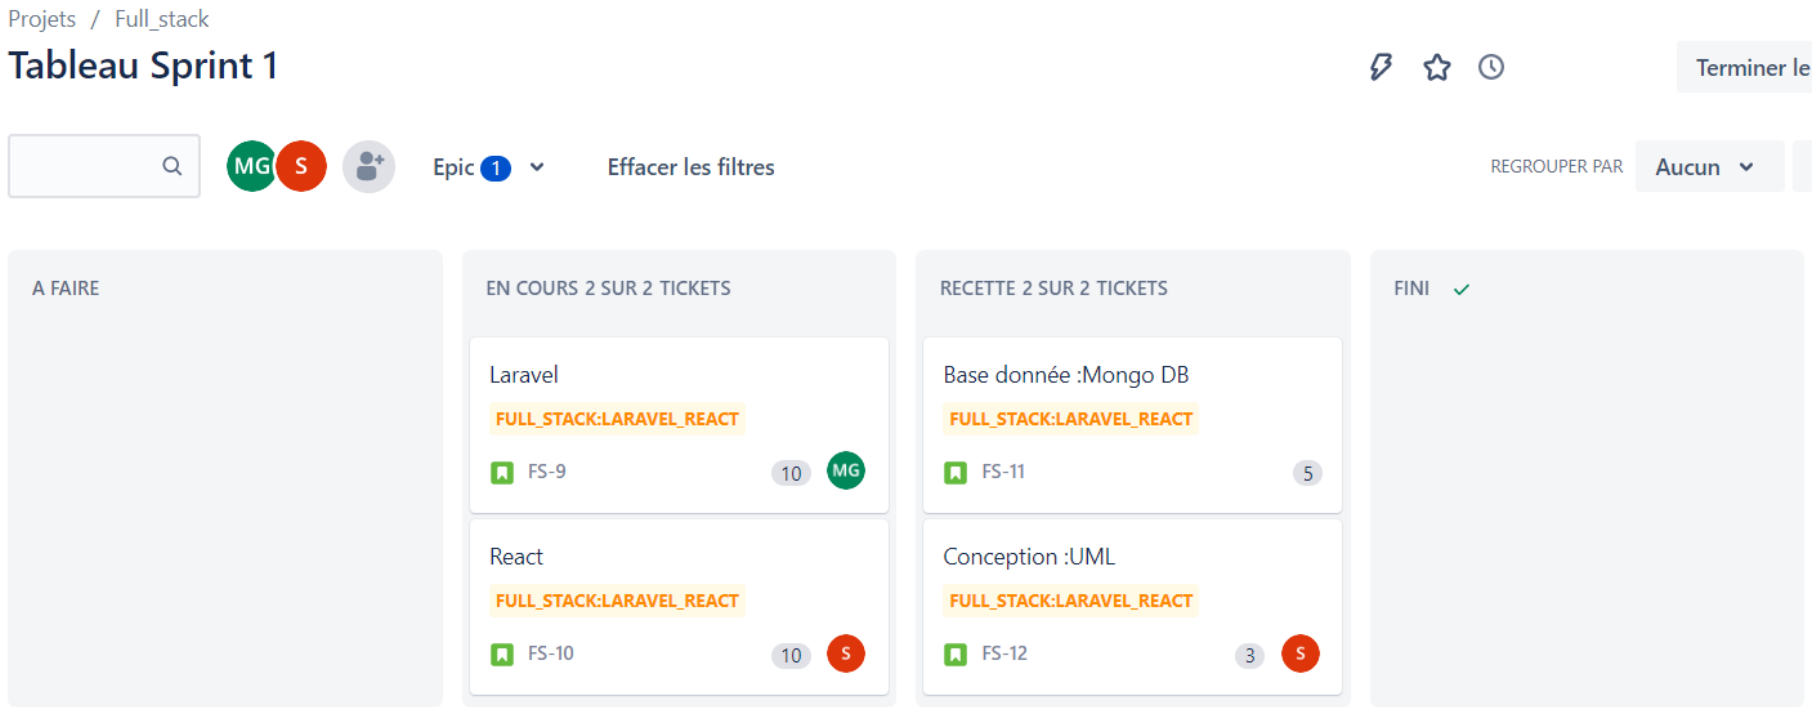 Projets / Full_stack
Tableau Sprint 1
Terminer le
MG S Epic 1 Effacer les filtres
REGROUPER PAR Aucun
A FAIRE
EN COURS 2 SUR 2 TICKETS
Laravel
FULL_STACK:LARAVEL_REACT
FS-9 10 MG
React
FULL_STACK:LARAVEL_REACT
FS-10 10 S
RECETTE 2 SUR 2 TICKETS
Base donnée :Mongo DB
FULL_STACK:LARAVEL_REACT
FS-11 5
Conception :UML
FULL_STACK:LARAVEL_REACT
FS-12 3 S
FINI